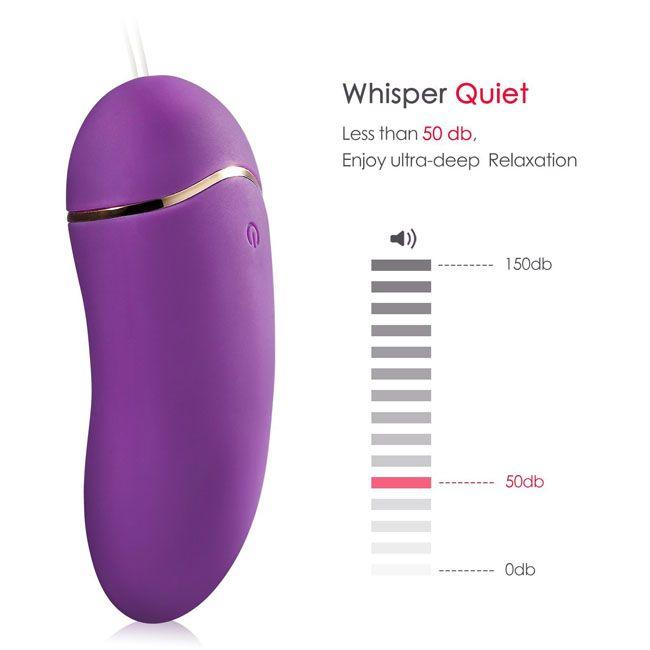 Whisper Quiet
Less than 50 db,
Enjoy ultra-deep Relaxation
150db
50db
0db